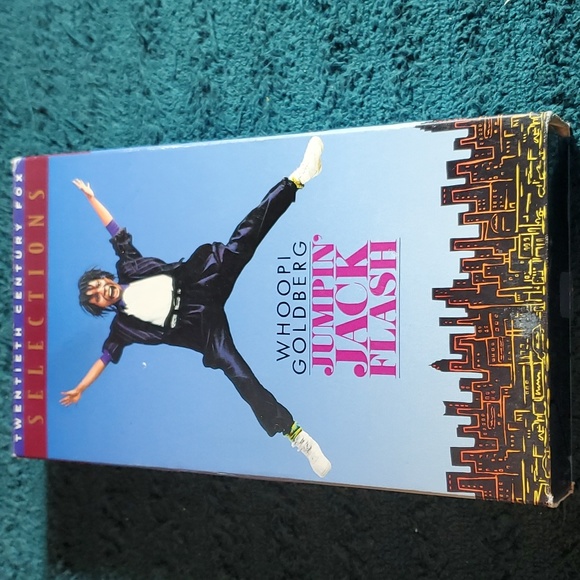 TWENTIETH CENTURY FOX
SELECTIONS
WHOOPI
GOLDBERG
JUMPIN'
JACK
FLASH